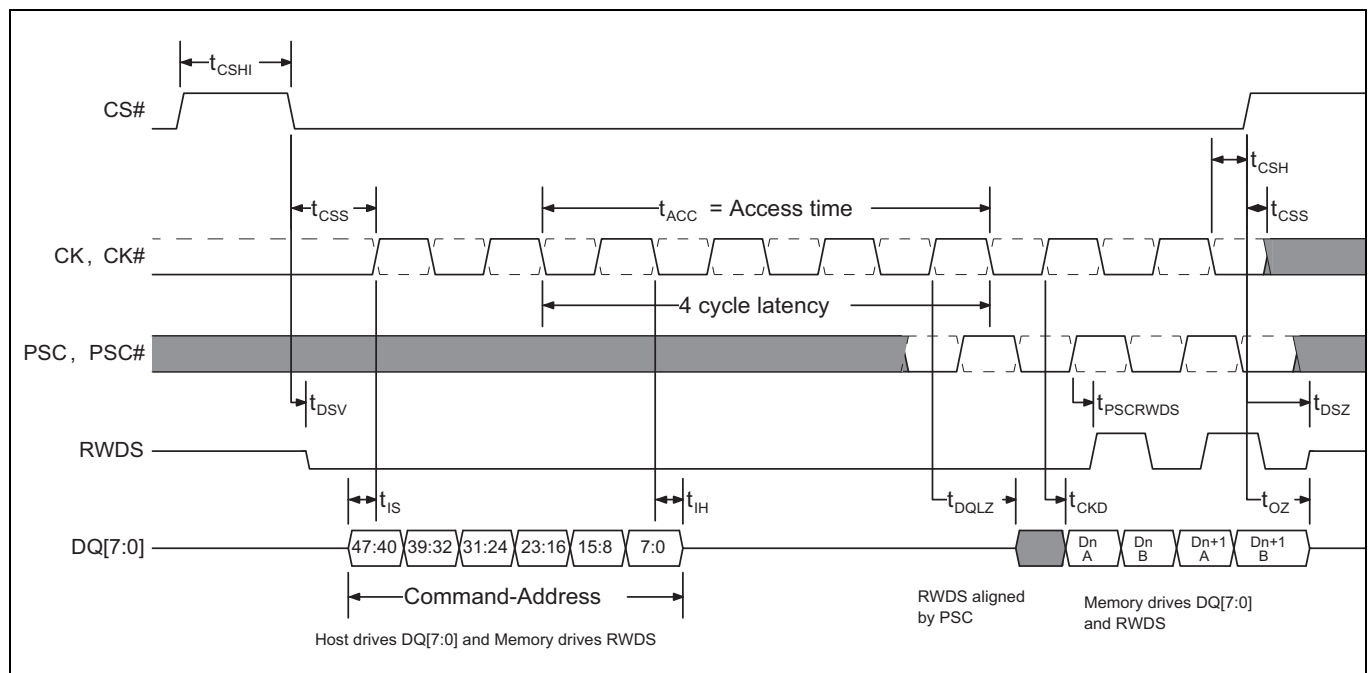 tCSHI
CS#
tCSH
tCSS
tACC = Access time
tCSS
CK, CK#
4 cycle latency
PSC, PSC#
tDSV
tPSCRWDS
tDSZ
RWDS
tIS
tIH
tDQLZ
tCKD
tOZ
DQ[7:0]
47:40 39:32 31:24 23:16 15:8 7:0
Dn A
Dn B
Dn+1 A
Dn+1 B
Command-Address
RWDS aligned
by PSC
Memory drives DQ[7:0]
and RWDS
Host drives DQ[7:0] and Memory drives RWDS